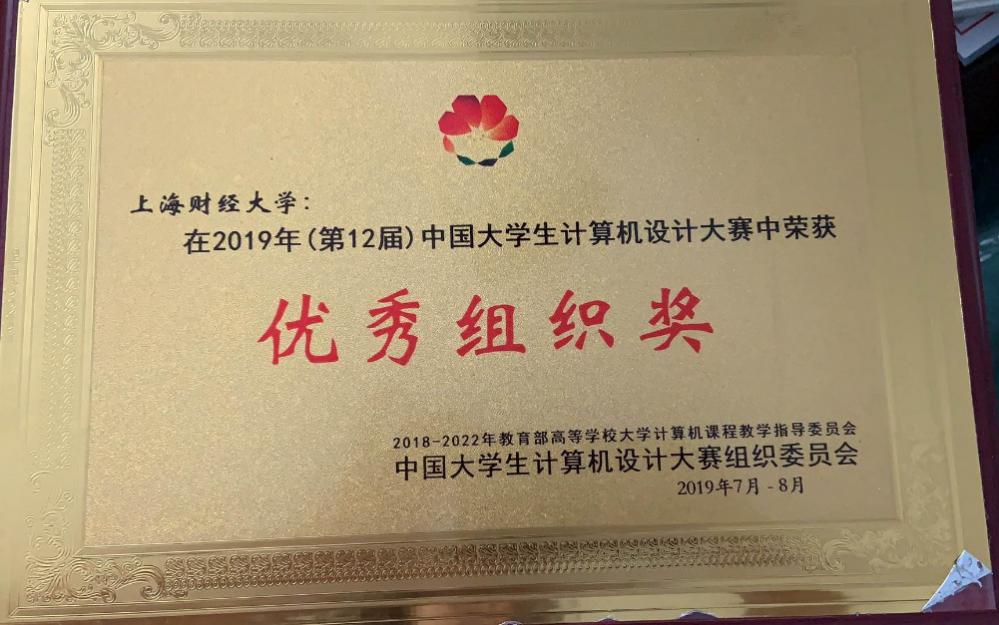 上海财经大学：
在2019年(第12届)中国大学生计算机设计大赛中荣获
优秀组织奖
2018-2022年教育部高等学校大学计算机课程教学指导委员会
中国大学生计算机设计大赛组织委员会
2019年7月-8月